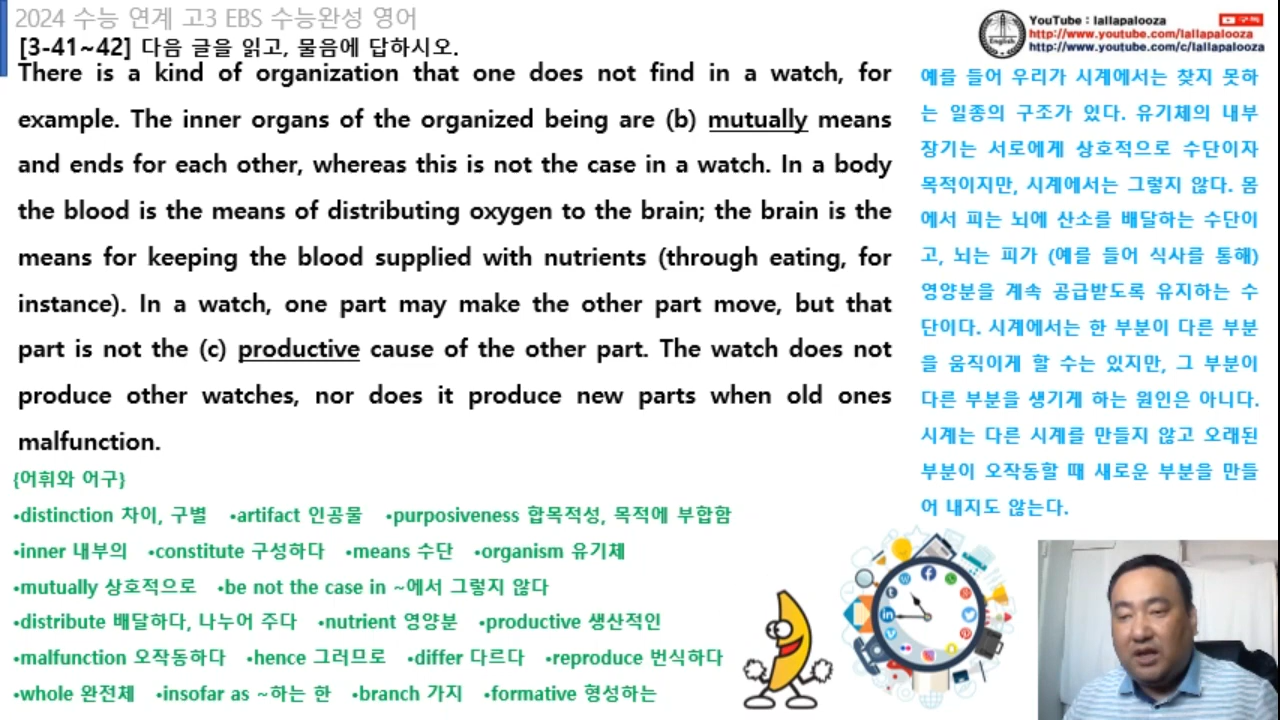 2024 수능 연계 고3 EBS 수능완성 영어
[3-41~42] 다음 글을 읽고, 물음에 답하시오.
YouTube : lallapalooza
구독
http://www.youtube.com/lallapalooza
http://www.youtube.com/c/lallapalooza
English
There is a kind of organization that one does not find in a watch, for
example. The inner organs of the organized being are (b) mutually means
and ends for each other, whereas this is not the case in a watch. In a body
the blood is the means of distributing oxygen to the brain; the brain is the
means for keeping the blood supplied with nutrients (through eating, for
instance). In a watch, one part may make the other part move, but that
part is not the (c) productive cause of the other part. The watch does not
produce other watches, nor does it produce new parts when old ones
malfunction.
예를 들어 우리가 시계에서는 찾지 못하
는 일종의 구조가 있다. 유기체의 내부
장기는 서로에게 상호적으로 수단이자
목적이지만, 시계에서는 그렇지 않다. 몸
에서 피는 뇌에 산소를 배달하는 수단이
고, 뇌는 피가 (예를 들어 식사를 통해)
영양분을 계속 공급받도록 유지하는 수
단이다. 시계에서는 한 부분이 다른 부분
을 움직이게 할 수는 있지만, 그 부분이
다른 부분을 생기게 하는 원인은 아니다.
시계는 다른 시계를 만들지 않고 오래된
부분이 오작동할 때 새로운 부분을 만들
어 내지도 않는다.
{어휘와 어구}
•distinction 차이, 구별 •artifact 인공물 •purposiveness 합목적성, 목적에 부합함
•inner 내부의 •constitute 구성하다 •means 수단 •organism 유기체
•mutually 상호적으로 •be not the case in ~에서 그렇지 않다
•distribute 배달하다, 나누어 주다 •nutrient 영양분 •productive 생산적인
•malfunction 오작동하다 •hence 그러므로 •differ 다르다 •reproduce 번식하다
•whole 완전체 •insofar as ~하는 한 •branch 가지 •formative 형성하는